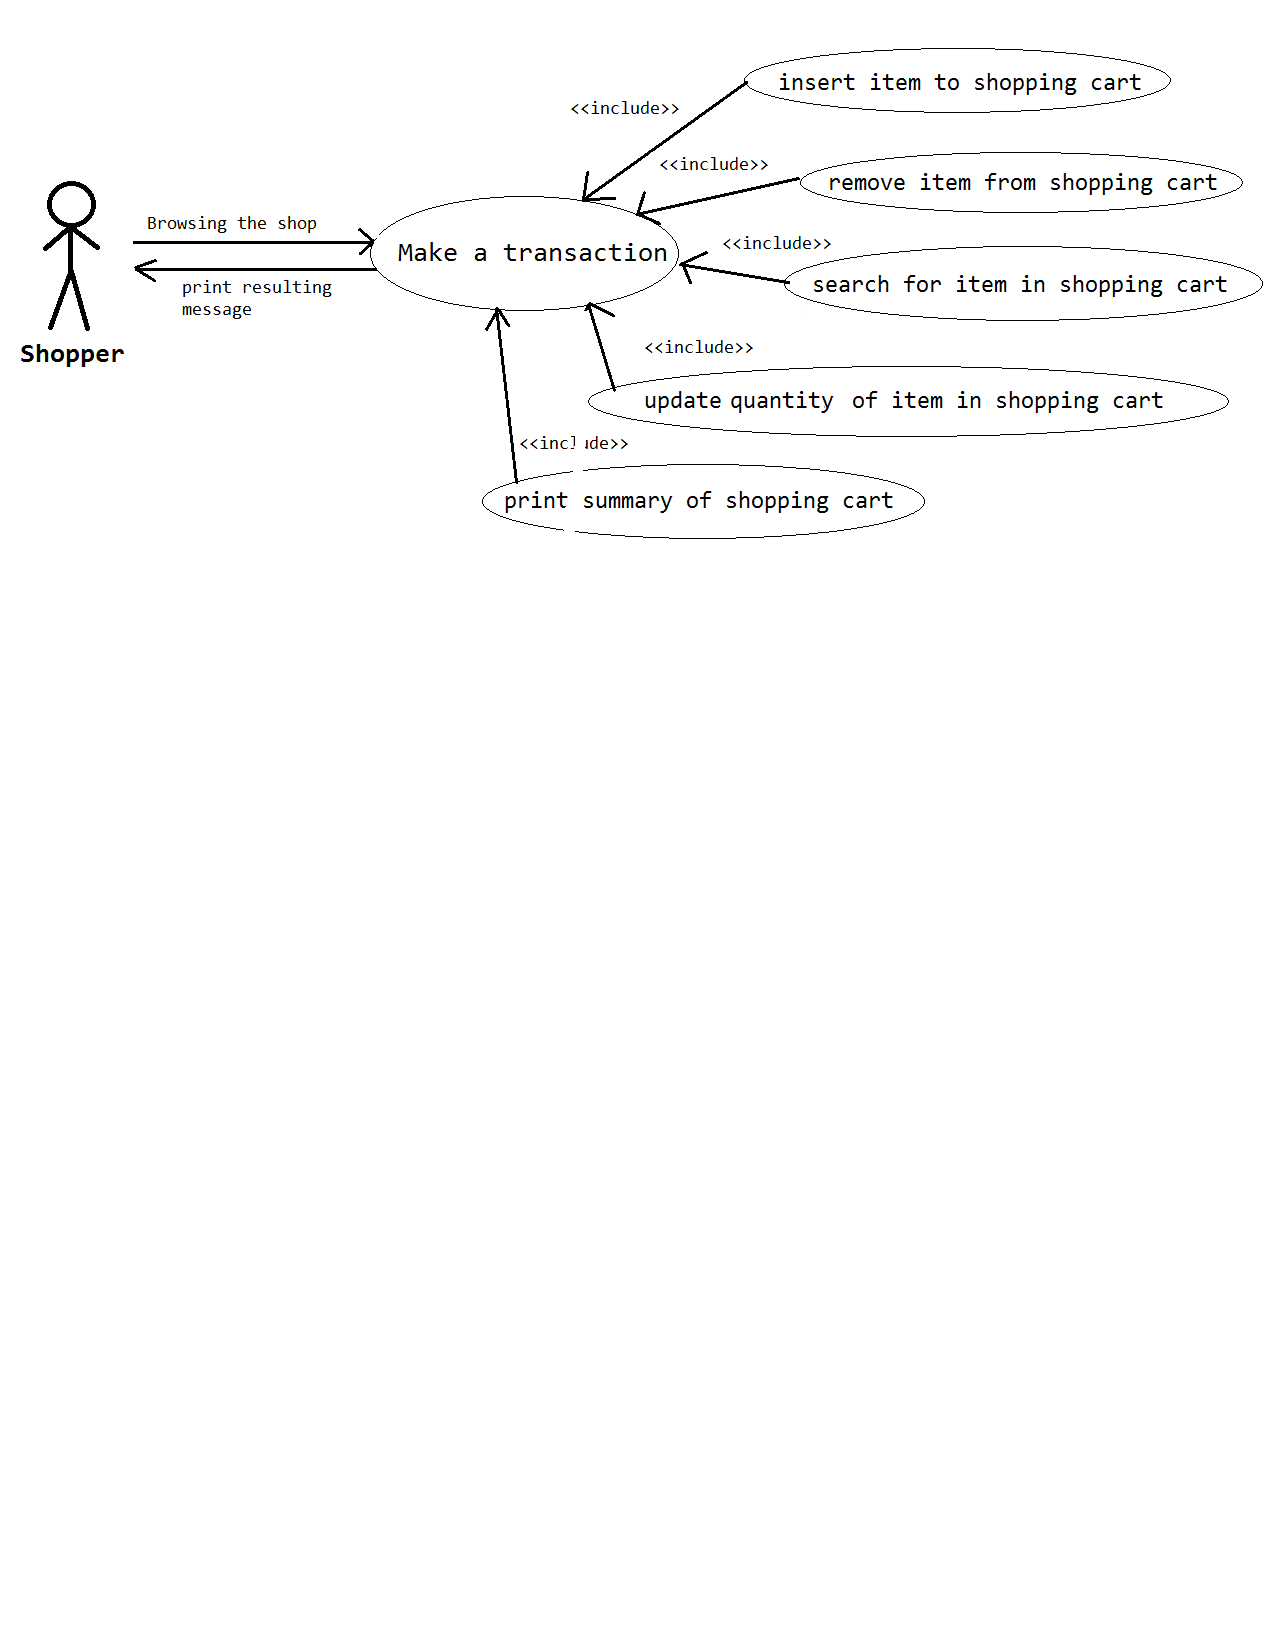 insert item to shopping cart
<<include>>
<<include>>
remove item from shopping cart
Browsing the shop
<<include>>
Make a transaction
search for item in shopping cart
print resulting
message
<<include>>
Shopper
update quantity of item in shopping cart
<<include>>
print summary of shopping cart